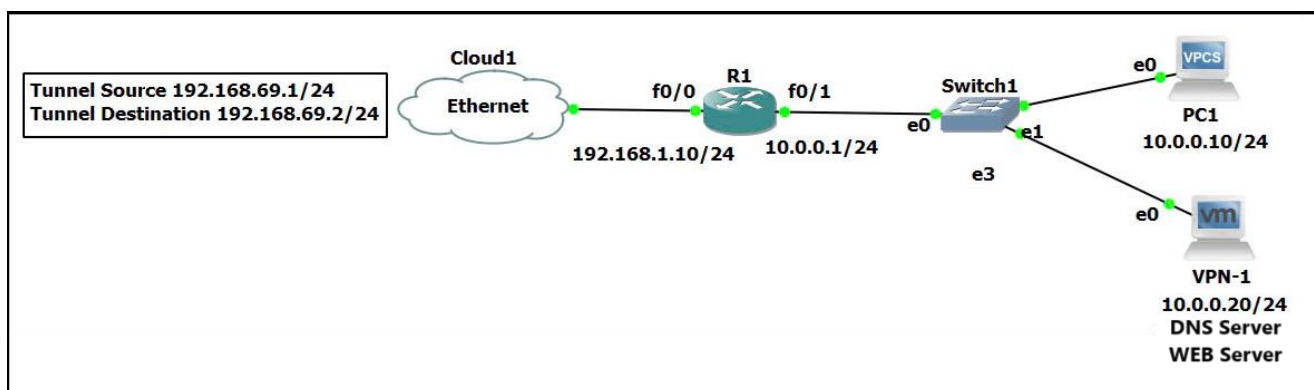 Tunnel Source 192.168.69.1/24
Tunnel Destination 192.168.69.2/24
Cloud1
Ethernet
f0/0
R1
f0/1
192.168.1.10/24
10.0.0.1/24
Switch1
e0
e1
e3
e0
VPCS
PC1
10.0.0.10/24
e0
vm
VPN-1
10.0.0.20/24
DNS Server
WEB Server